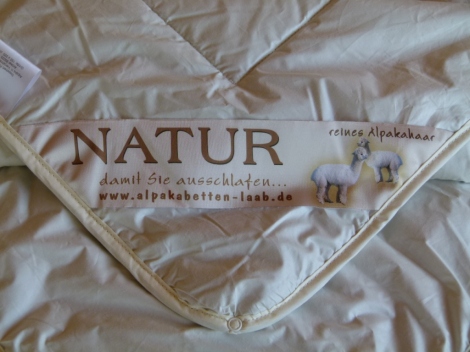 NATUR
reines Alpakahaar
damit Sie ausschlafen...
www.alpakabetten-laab.de